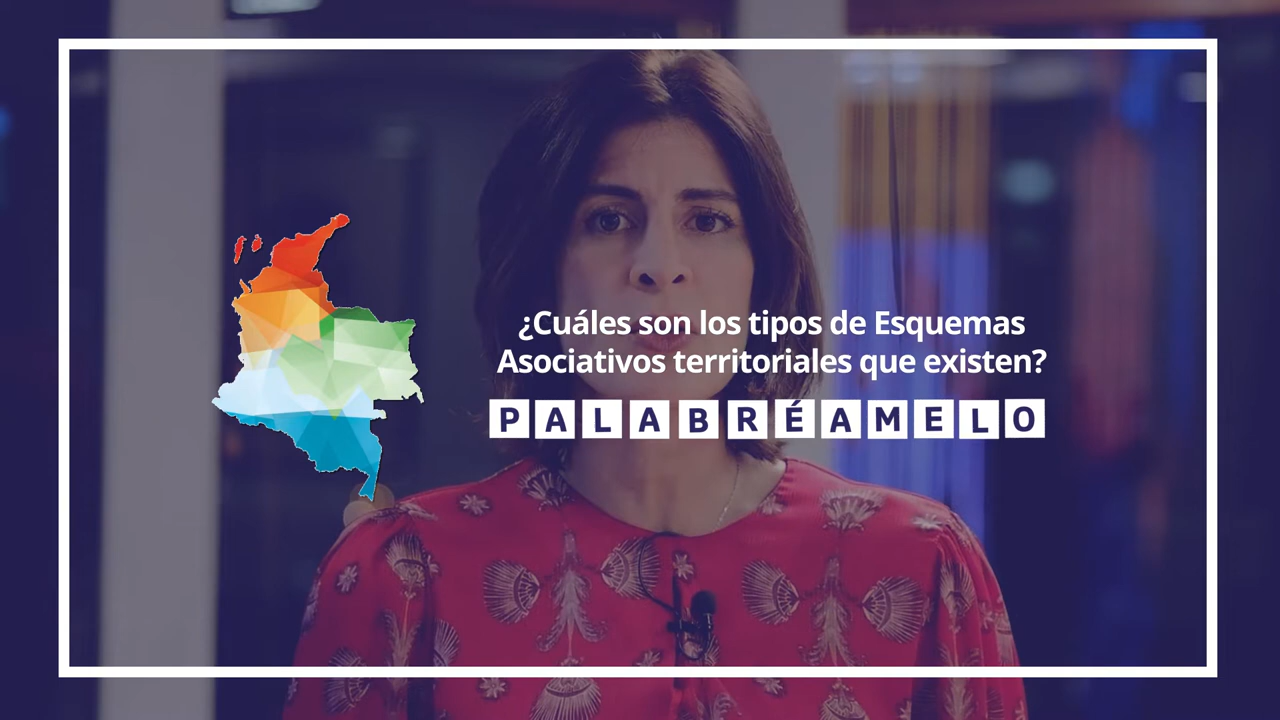 ¿Cuáles son los tipos de Esquemas
Asociativos territoriales que existen?
PALABRÉAMELO